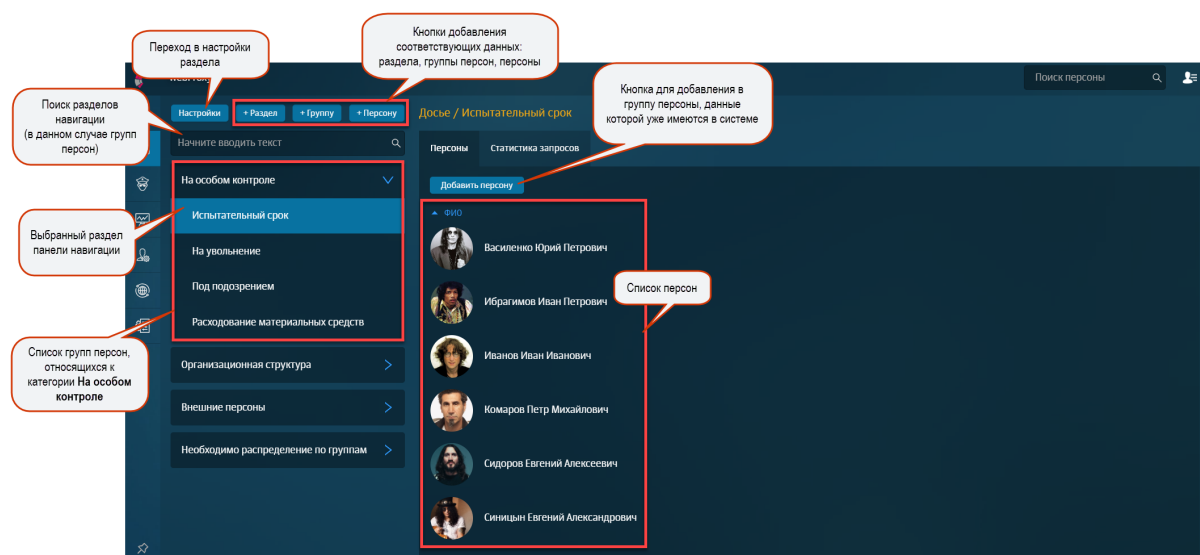 Переход в настройки
раздела
Кнопки добавления
соответствующих данных:
раздела, группы персон, персоны
Поиск разделов
навигации
(в данном случае групп
персон)
Кнопка для добавления в
группу персоны, данные
которой уже имеются в системе
Поиск персоны
Настройки
+ Раздел
+ Группу
+ Персону
Досье / Испытательный срок
Начните вводить текст
Персоны
Статистика запросов
На особом контроле
Добавить персону
Испытательный срок
ФИО
Выбранный раздел
панели навигации
На увольнение
Василенко Юрий Петрович
Под подозрением
Список персон
Ибрагимов Иван Петрович
Расходование материальных средств
Список групп персон,
относящихся к
категории На особом
контроле
Иванов Иван Иванович
Организационная структура
Внешние персоны
Комаров Петр Михайлович
Необходимо распределение по группам
Сидоров Евгений Алексеевич
Синицын Евгений Александрович